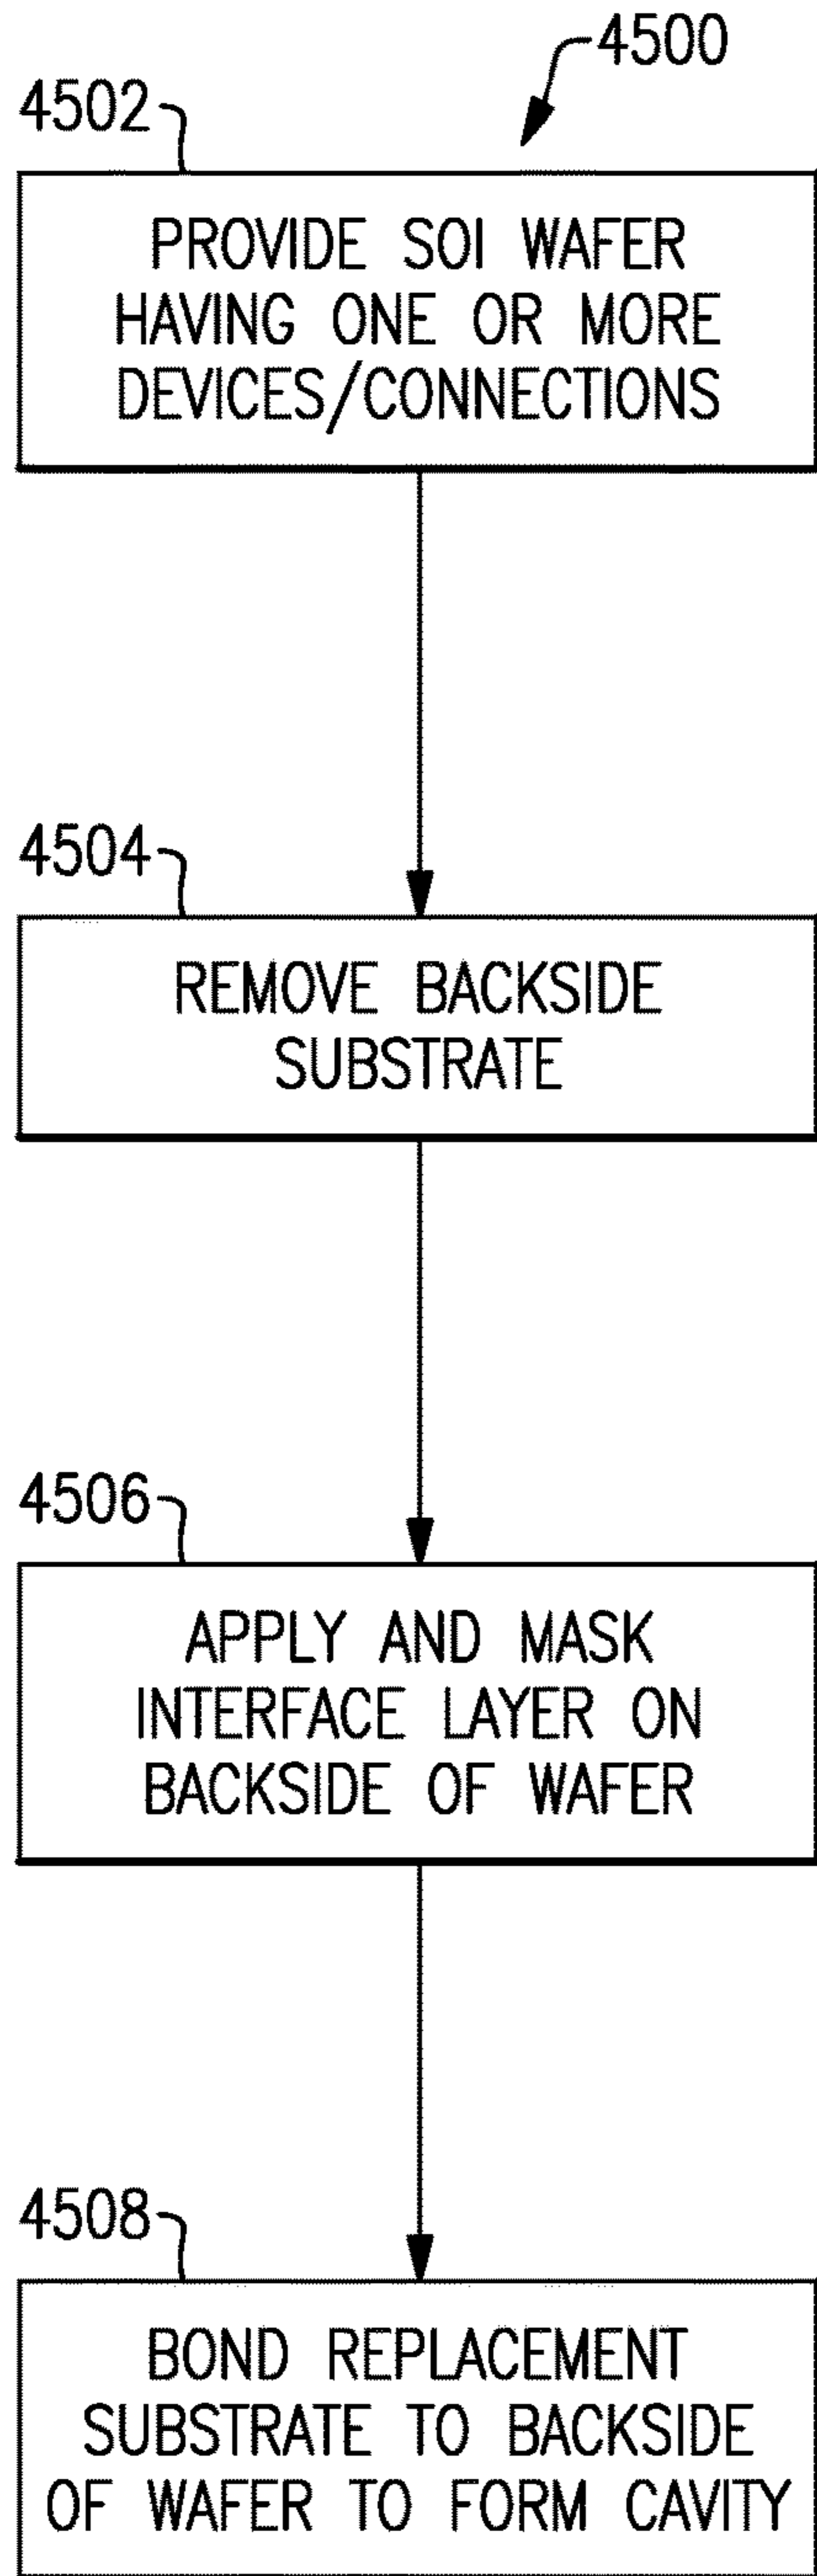 4500
4502
PROVIDE SOI WAFER
HAVING ONE OR MORE
DEVICES/CONNECTIONS
4504
REMOVE BACKSIDE
SUBSTRATE
4506
APPLY AND MASK
INTERFACE LAYER ON
BACKSIDE OF WAFER
4508
BOND REPLACEMENT
SUBSTRATE TO BACKSIDE
OF WAFER TO FORM CAVITY